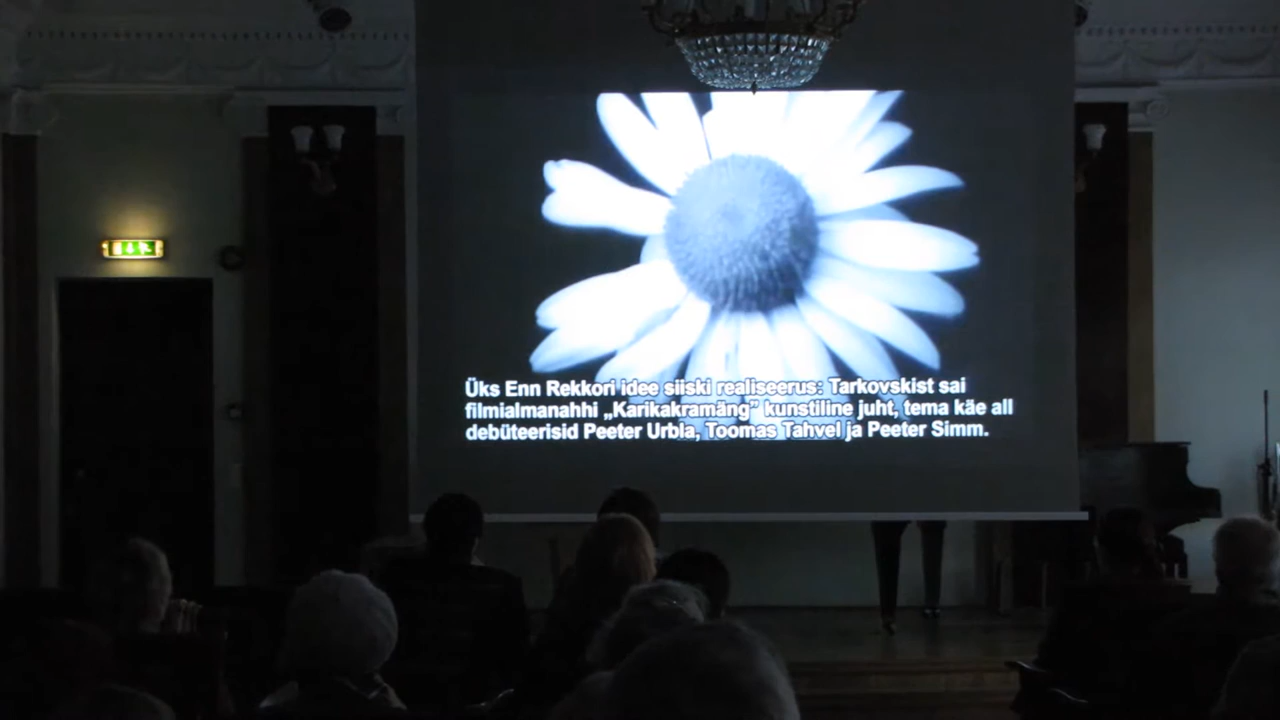 Üks Enn Rekkori idee siiski realiseerus: Tarkovskist sai
filmialmanahhi „Karikakramäng” kunstiline juht, tema käe all
debüteerisid Peeter Urbla, Toomas Tahvel ja Peeter Simm.